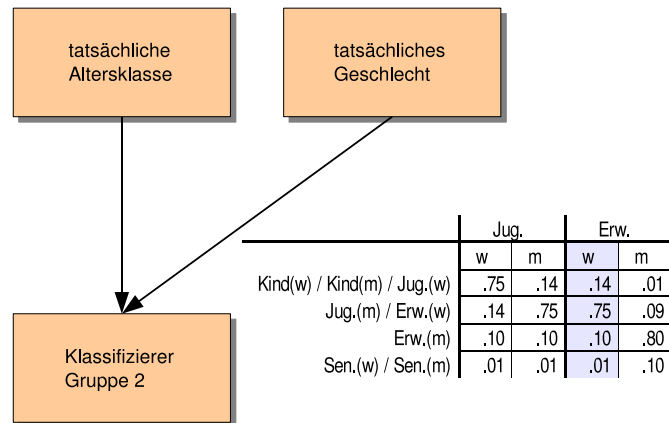 tatsächliche
Altersklasse
tatsächliches
Geschlecht
Jug. Erw.
w m w m
Kind(w) / Kind(m) / Jug.(w) .75 .14 .14 .01
Jug.(m) / Erw.(w) .14 .75 .75 .09
Erw.(m) .10 .10 .10 .80
Sen.(w) / Sen.(m) .01 .01 .01 .10
Klassifizierer
Gruppe 2